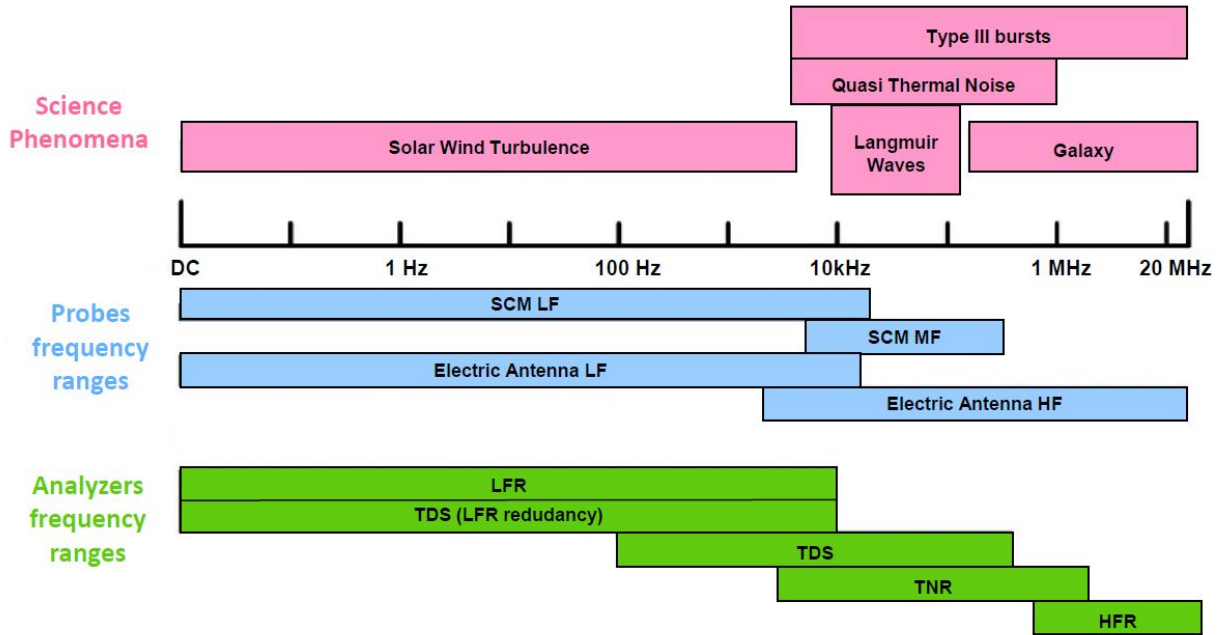 Type III bursts
Quasi Thermal Noise
Science
Phenomena
Solar Wind Turbulence
Langmuir
Waves
Galaxy
DC
1 Hz
100 Hz
10kHz
1 MHz
20 MHz
Probes
frequency
ranges
SCM LF
SCM MF
Electric Antenna LF
Electric Antenna HF
Analyzers
frequency
ranges
LFR
TDS (LFR redudancy)
TDS
TNR
HFR